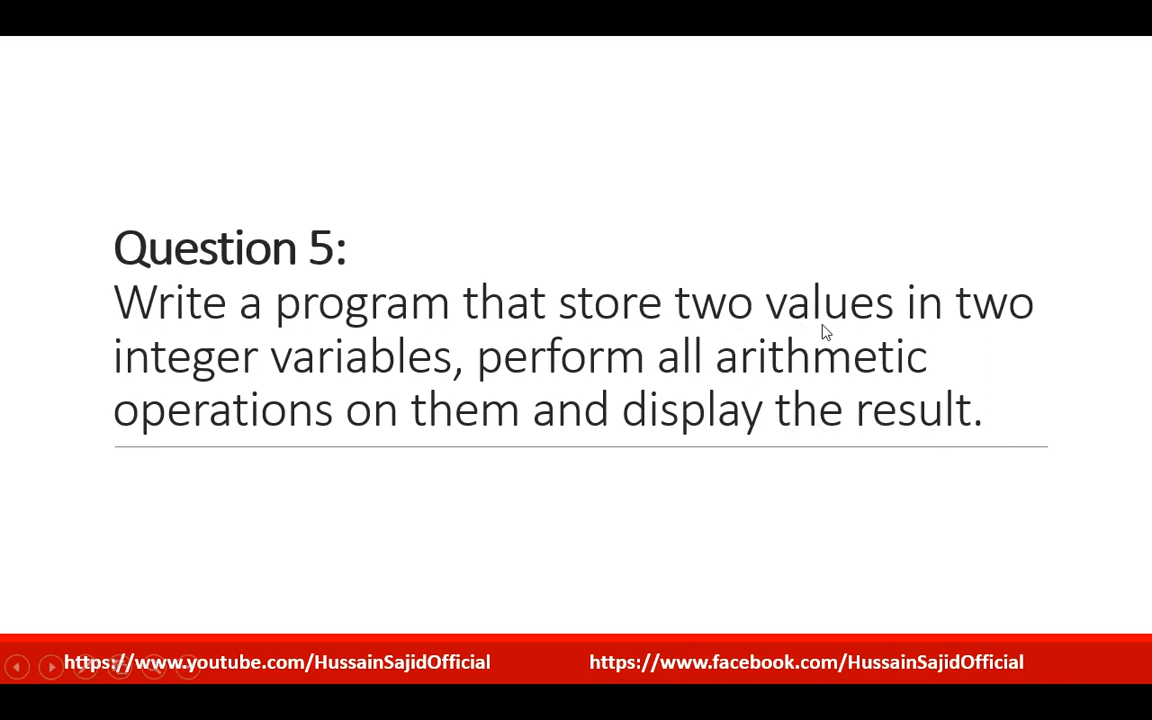 Question 5:
Write a program that store two values in two
integer variables, perform all arithmetic
operations on them and display the result.
https://www.youtube.com/HussainSajidOfficial
https://www.facebook.com/HussainSajidOfficial